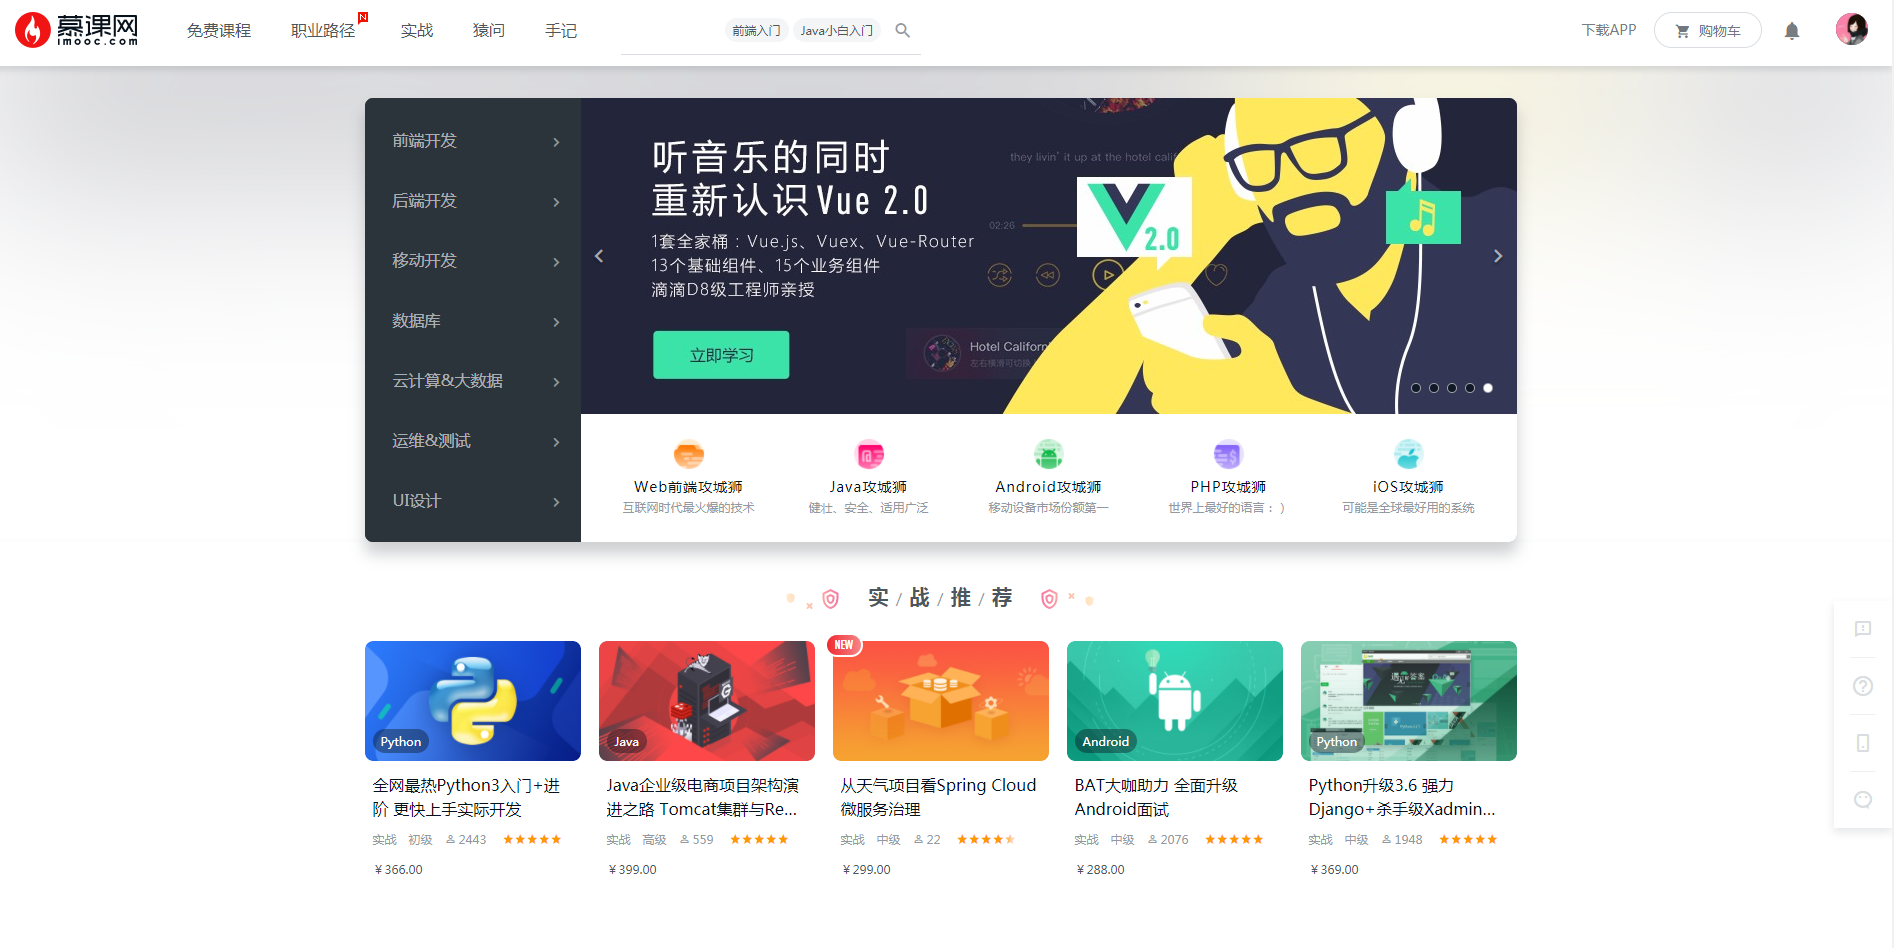 慕课网
imooc.com
免费课程
职业路径
N
实战
猿问
手记
前端入门
Java小白入门
下载APP
购物车
前端开发
后端开发
移动开发
数据库
云计算&大数据
运维&测试
UI设计
听音乐的同时
重新认识 Vue 2.0
1套全家桶：Vue.js、Vuex、Vue-Router
13个基础组件、15个业务组件
滴滴D8级工程师亲授
立即学习
they livin' it up at the hotel calif
02:26
2.0
Hotel Californ
左右横滑可切换
Web前端攻城狮
互联网时代最火爆的技术
Java攻城狮
健壮、安全、适用广泛
Android攻城狮
移动设备市场份额第一
PHP攻城狮
世界上最好的语言：）
iOS攻城狮
可能是全球最好用的系统
实 / 战 / 推 / 荐
Python
全网最热Python3入门+进
阶 更快上手实际开发
实战 初级 2443
￥366.00
Java
Java企业级电商项目架构演
进之路 Tomcat集群与Re...
实战 高级 559
￥399.00
NEW
从天气项目看Spring Cloud
微服务治理
实战 中级 22
￥299.00
Android
BAT大咖助力 全面升级
Android面试
实战 中级 2076
￥288.00
遇见答案
Python
Python升级3.6 强力
Django+杀手级Xadmin...
实战 中级 1948
￥369.00